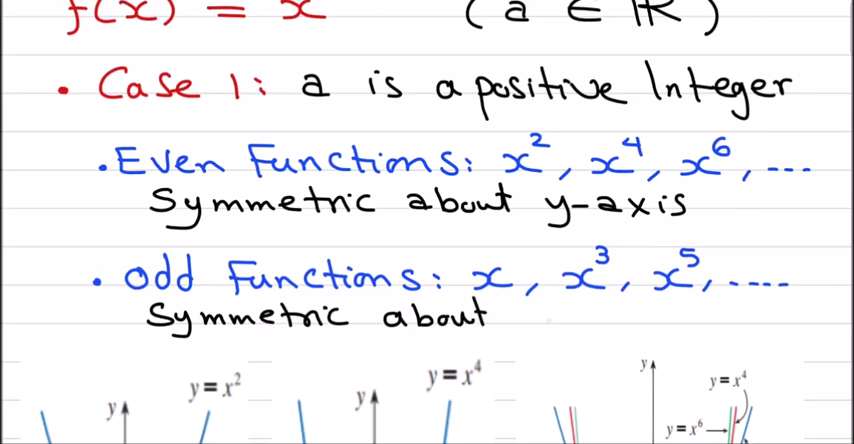 f(x) = x (a ∈ ℝ)
• Case 1: a is a positive Integer
• Even Functions: x², x⁴, x⁶, ...
Symmetric about y-axis
• Odd Functions: x, x³, x⁵, ....
Symmetric about
y y = x²
y y = x⁴
y y = x⁴
y = x⁶